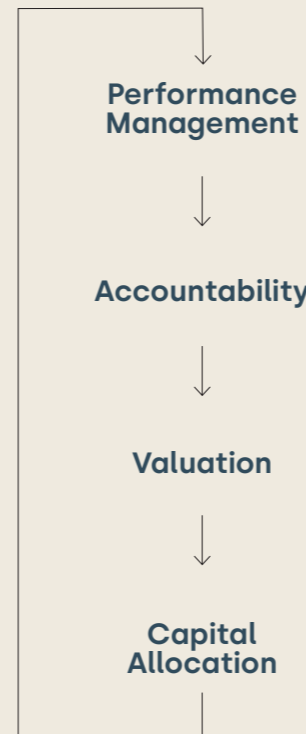 Performance
Management
Accountability
Valuation
Capital
Allocation